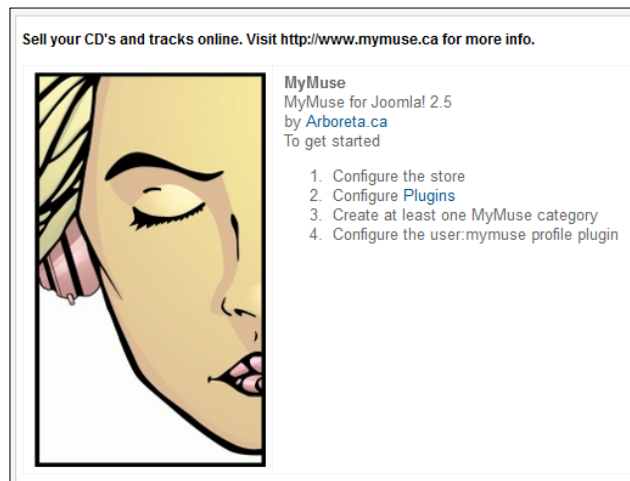 Sell your CD's and tracks online. Visit http://www.mymuse.ca for more info.
MyMuse
MyMuse for Joomla! 2.5
by Arboreta.ca
To get started
1. Configure the store
2. Configure Plugins
3. Create at least one MyMuse category
4. Configure the user:mymuse profile plugin